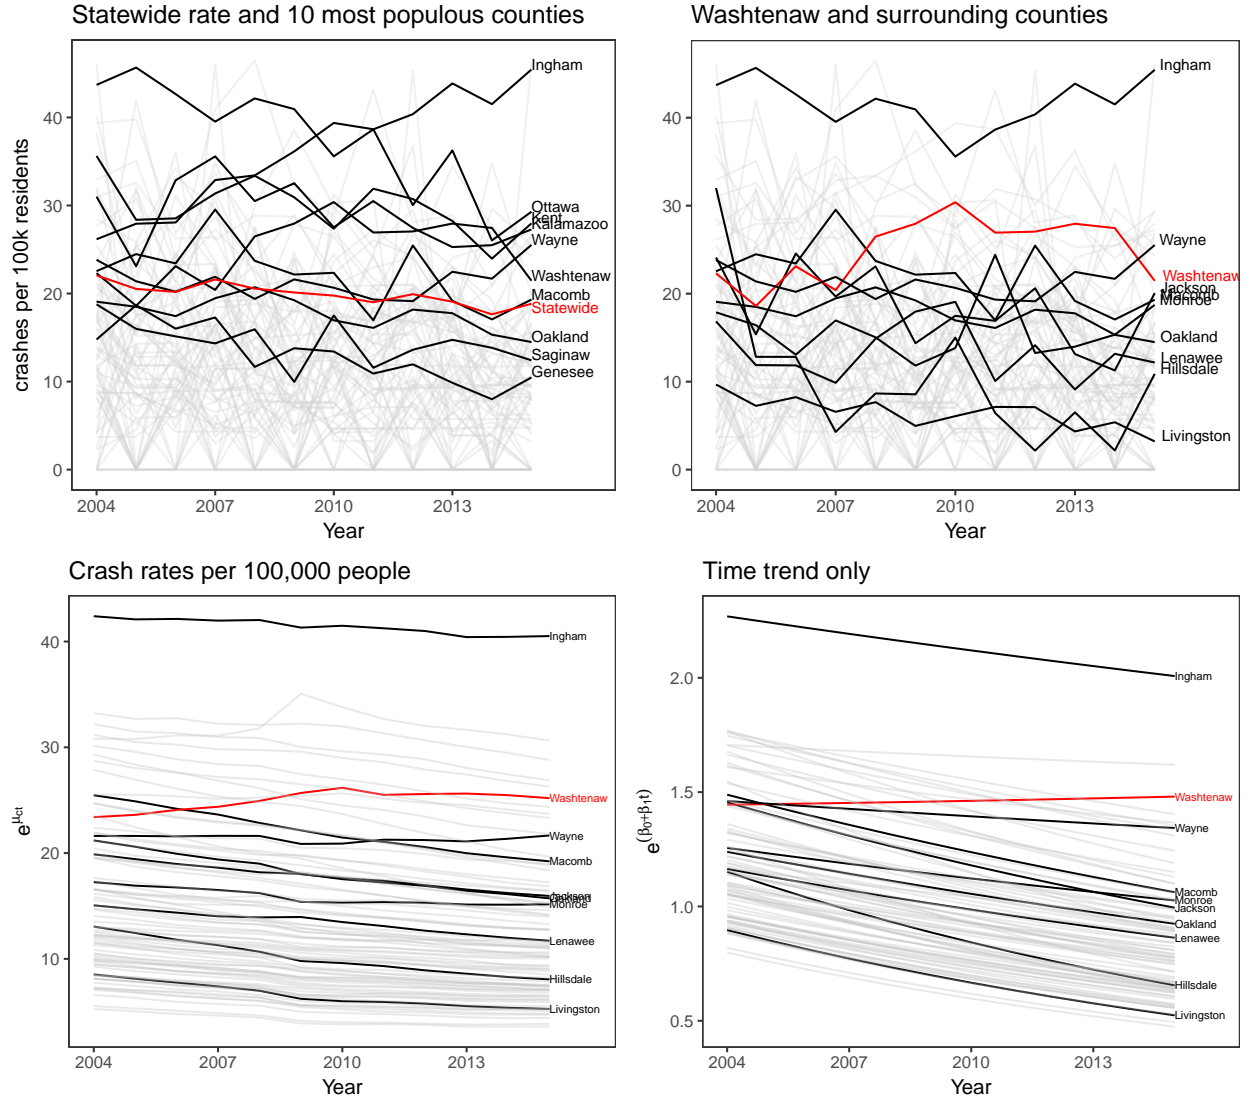 Statewide rate and 10 most populous counties
crashes per 100k residents
40
30
20
10
0
2004 2007 2010 2013
Year
Ingham
Ottawa
Kent
Kalamazoo
Wayne
Washtenaw
Macomb
Statewide
Oakland
Saginaw
Genesee
Washtenaw and surrounding counties
40
30
20
10
0
2004 2007 2010 2013
Year
Ingham
Wayne
Washtenaw
Jackson
Macomb
Monroe
Oakland
Lenawee
Hillsdale
Livingston
Crash rates per 100,000 people
e^μct
40
30
20
10
2004 2007 2010 2013
Year
Ingham
Washtenaw
Wayne
Macomb
Jackson
Oakland
Monroe
Lenawee
Hillsdale
Livingston
Time trend only
e^(β0+β1t)
2.0
1.5
1.0
0.5
2004 2007 2010 2013
Year
Ingham
Washtenaw
Wayne
Macomb
Monroe
Jackson
Oakland
Lenawee
Hillsdale
Livingston